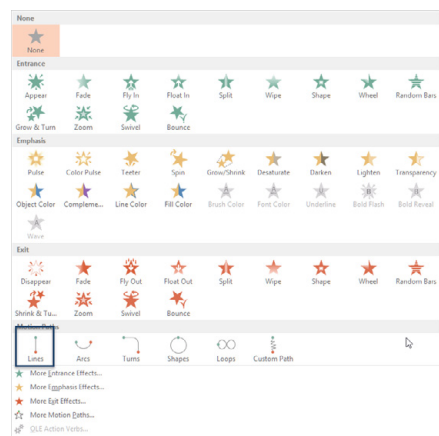 None
None
Entrance
Appear Fade Fly In Float In Split Wipe Shape Wheel Random Bars
Grow & Turn Zoom Swivel Bounce
Emphasis
Pulse Color Pulse Teeter Spin Grow/Shrink Desaturate Darken Lighten Transparency
Object Color Compleme... Line Color Fill Color Brush Color Font Color Underline Bold Flash Bold Reveal
Wave
Exit
Disappear Fade Fly Out Float Out Split Wipe Shape Wheel Random Bars
Shrink & Tu... Zoom Swivel Bounce
Motion Paths
Lines Arcs Turns Shapes Loops Custom Path
More Entrance Effects...
More Emphasis Effects...
More Exit Effects...
More Motion Paths...
OLE Action Verbs...